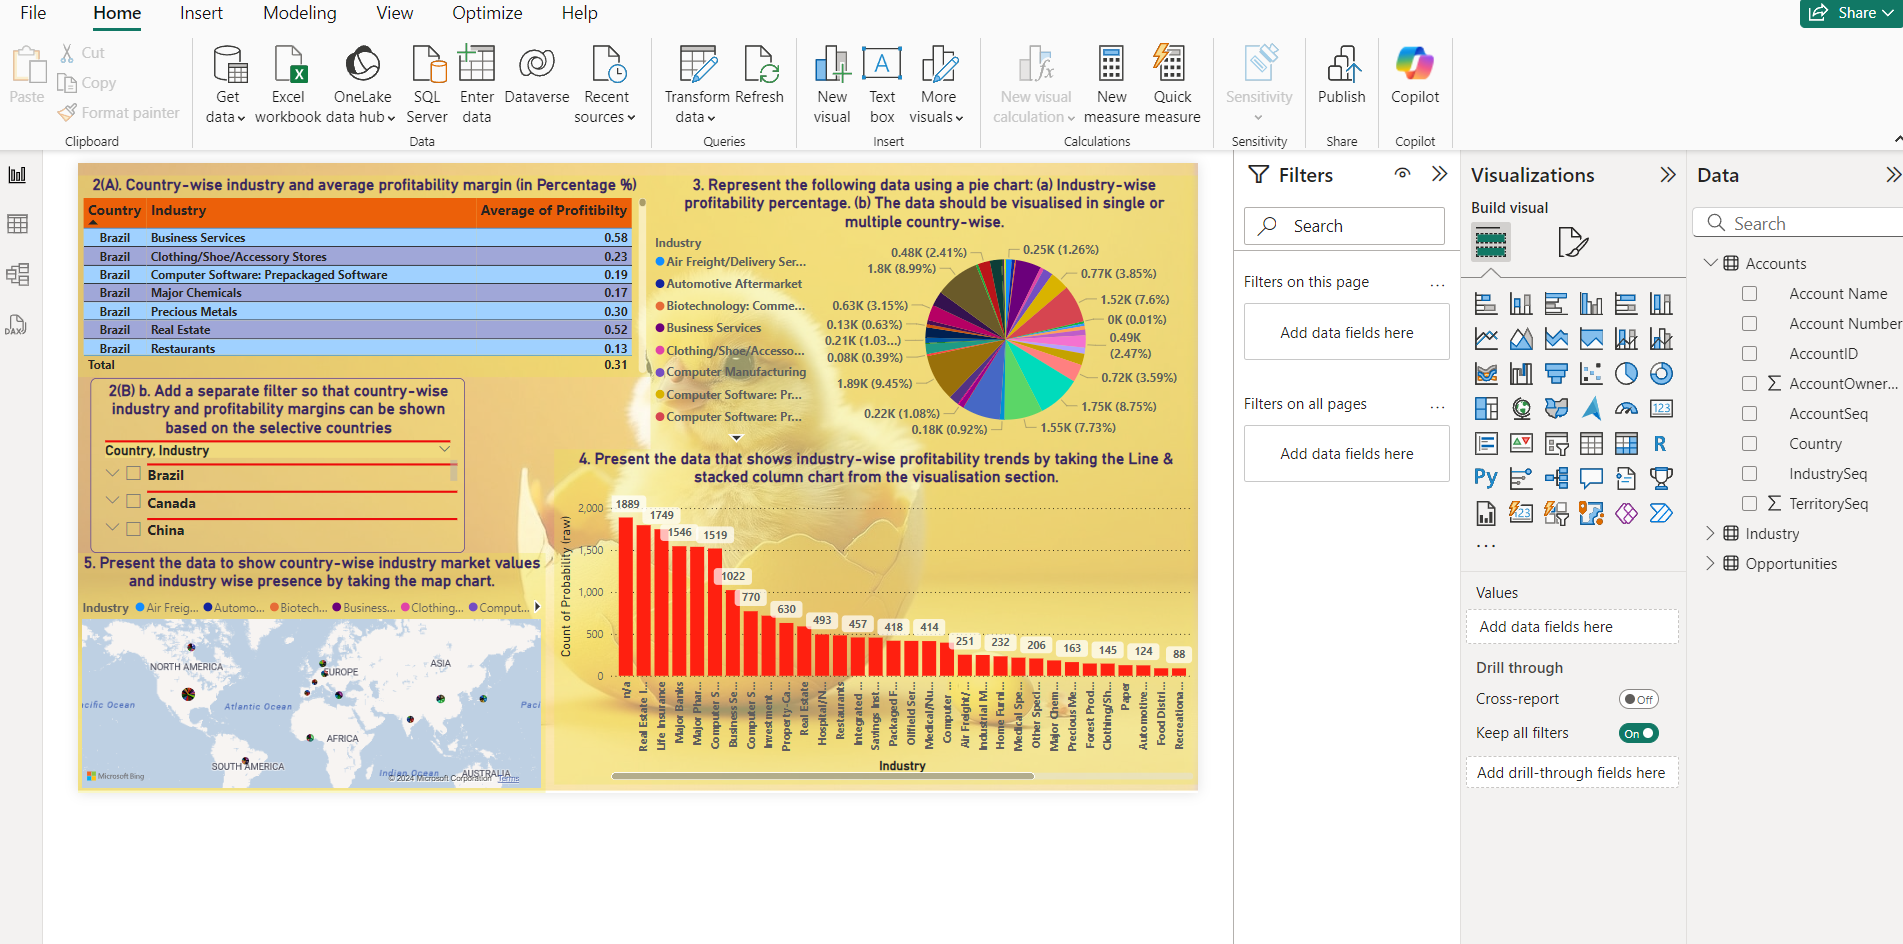 File Home Insert Modeling View Optimize Help
Share
Paste
Cut
Copy
Format painter
Clipboard
Get data
Excel workbook
OneLake data hub
SQL Server
Enter data
Dataverse
Recent sources
Data
Transform data
Refresh
Queries
New visual
Text box
More visuals
Insert
New visual calculation
New measure
Quick measure
Calculations
Sensitivity
Sensitivity
Publish
Share
Copilot
Copilot
2(A). Country-wise industry and average profitability margin (in Percentage %)
Country Industry Average of Profitibilty
Brazil Business Services 0.58
Brazil Clothing/Shoe/Accessory Stores 0.23
Brazil Computer Software: Prepackaged Software 0.19
Brazil Major Chemicals 0.17
Brazil Precious Metals 0.30
Brazil Real Estate 0.52
Brazil Restaurants 0.13
Total 0.31
2(B) b. Add a separate filter so that country-wise
industry and profitability margins can be shown
based on the selective countries
Country, Industry
Brazil
Canada
China
5. Present the data to show country-wise industry market values
and industry wise presence by taking the map chart.
Industry Air Freig... Automo... Biotech... Business... Clothing... Comput...
NORTH AMERICA
EUROPE
ASIA
cific Ocean
Atlantic Ocean
Paci
AFRICA
SOUTH AMERICA
Indian Ocean
AUSTRALIA
Microsoft Bing
© 2024 Microsoft Corporation Terms
3. Represent the following data using a pie chart: (a) Industry-wise
profitability percentage. (b) The data should be visualised in single or
multiple country-wise.
Industry
Air Freight/Delivery Ser...
Automotive Aftermarket
Biotechnology: Comme...
Business Services
Clothing/Shoe/Accesso...
Computer Manufacturing
Computer Software: Pr...
Computer Software: Pr...
0.25K (1.26%)
0.77K (3.85%)
1.52K (7.6%)
0K (0.01%)
0.49K
(2.47%)
0.72K (3.59%)
1.75K (8.75%)
1.55K (7.73%)
0.18K (0.92%)
0.22K (1.08%)
1.89K (9.45%)
0.08K (0.39%)
0.21K (1.03...)
0.13K (0.63%)
0.63K (3.15%)
1.8K (8.99%)
0.48K (2.41%)
4. Present the data that shows industry-wise profitability trends by taking the Line &
stacked column chart from the visualisation section.
Count of Probability (raw)
2,000
1,500
1,000
500
0
1889 1749 1546 1519 1022 770 630 493 457 418 414 251 232 206 163 145 124 88
n/a
Real Estate I...
Life Insurance
Major Banks
Major Phar...
Computer S...
Business Se...
Computer S...
Investment ...
Property-Ca...
Real Estate
Hospital/N...
Restaurants
Integrated ...
Savings Inst...
Packaged F...
Oilfield Ser...
Medical/Nu...
Computer ...
Air Freight/...
Industrial M...
Home Furni...
Medical Spe...
Other Speci...
Major Chem...
Precious Me...
Forest Prod...
Clothing/Sh...
Paper
Automotive...
Food Distri...
Recreationa...
Industry
Filters
Search
Filters on this page ...
Add data fields here
Filters on all pages ...
Add data fields here
Visualizations
Build visual
123
R
Py
123
...
Values
Add data fields here
Drill through
Cross-report Off
Keep all filters On
Add drill-through fields here
Data
Search
Accounts
Account Name
Account Number
AccountID
AccountOwner...
AccountSeq
Country
IndustrySeq
TerritorySeq
Industry
Opportunities
DAX